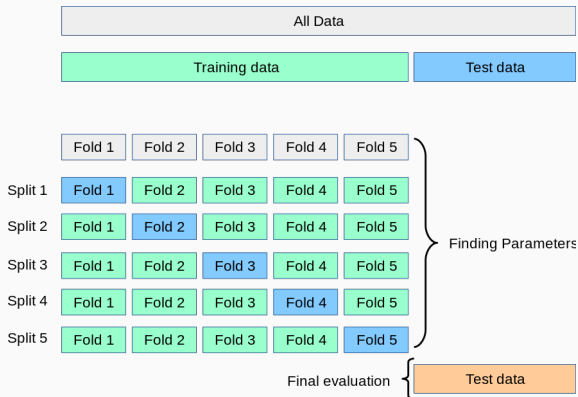 All Data
Training data Test data
Fold 1 Fold 2 Fold 3 Fold 4 Fold 5
Split 1 Fold 1 Fold 2 Fold 3 Fold 4 Fold 5
Split 2 Fold 1 Fold 2 Fold 3 Fold 4 Fold 5
Finding Parameters
Split 3 Fold 1 Fold 2 Fold 3 Fold 4 Fold 5
Split 4 Fold 1 Fold 2 Fold 3 Fold 4 Fold 5
Split 5 Fold 1 Fold 2 Fold 3 Fold 4 Fold 5
Final evaluation Test data